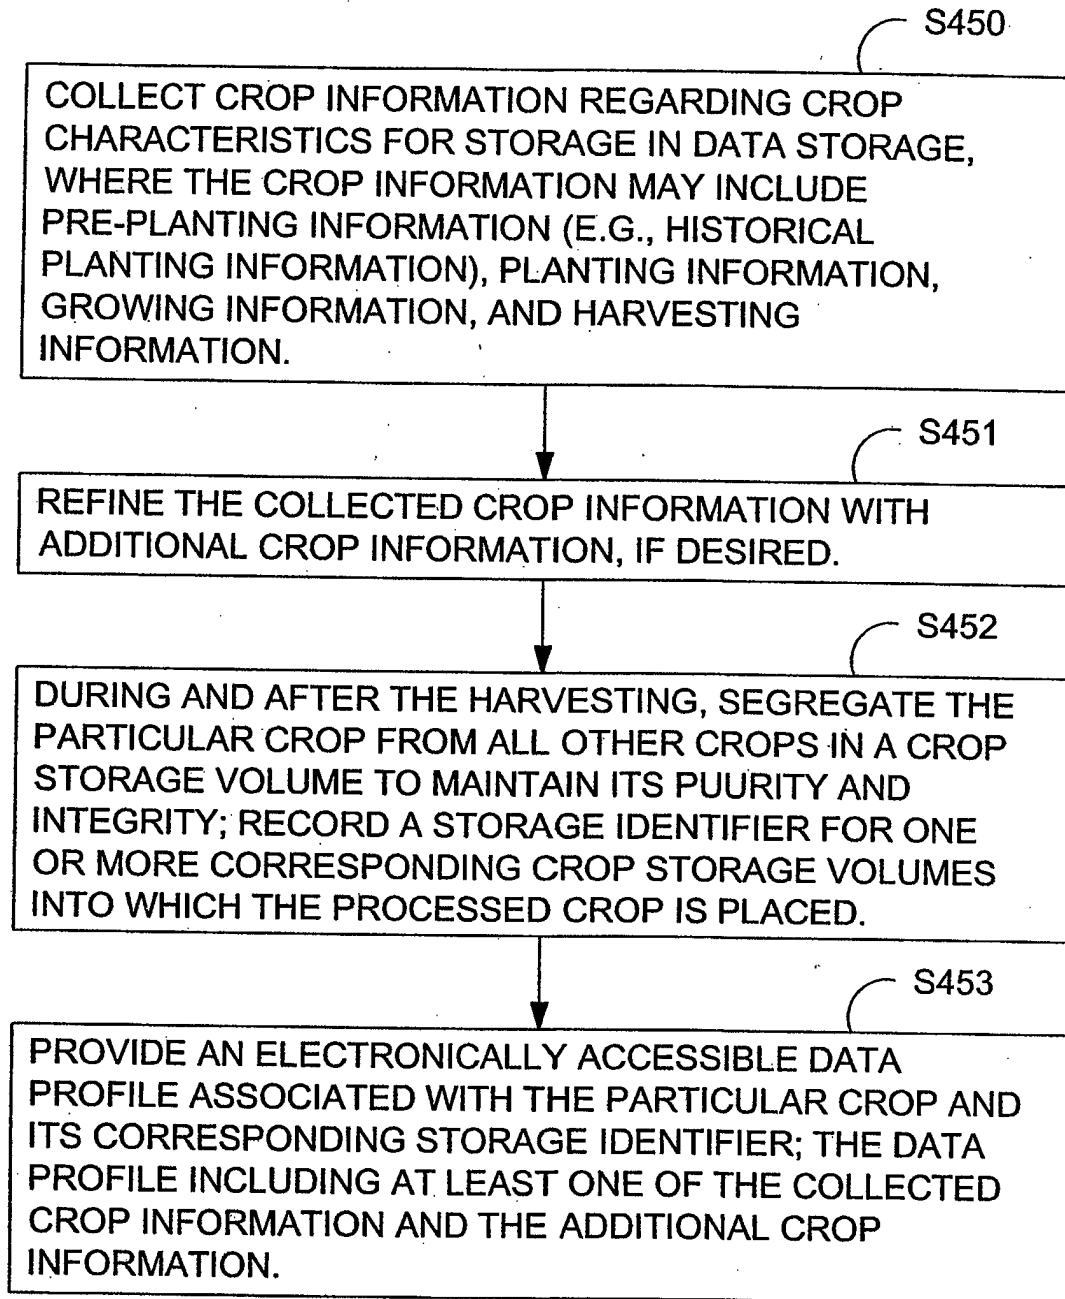 S450
COLLECT CROP INFORMATION REGARDING CROP
CHARACTERISTICS FOR STORAGE IN DATA STORAGE,
WHERE THE CROP INFORMATION MAY INCLUDE
PRE-PLANTING INFORMATION (E.G., HISTORICAL
PLANTING INFORMATION), PLANTING INFORMATION,
GROWING INFORMATION, AND HARVESTING
INFORMATION.
S451
REFINE THE COLLECTED CROP INFORMATION WITH
ADDITIONAL CROP INFORMATION, IF DESIRED.
S452
DURING AND AFTER THE HARVESTING, SEGREGATE THE
PARTICULAR CROP FROM ALL OTHER CROPS IN A CROP
STORAGE VOLUME TO MAINTAIN ITS PUURITY AND
INTEGRITY; RECORD A STORAGE IDENTIFIER FOR ONE
OR MORE CORRESPONDING CROP STORAGE VOLUMES
INTO WHICH THE PROCESSED CROP IS PLACED.
S453
PROVIDE AN ELECTRONICALLY ACCESSIBLE DATA
PROFILE ASSOCIATED WITH THE PARTICULAR CROP AND
ITS CORRESPONDING STORAGE IDENTIFIER; THE DATA
PROFILE INCLUDING AT LEAST ONE OF THE COLLECTED
CROP INFORMATION AND THE ADDITIONAL CROP
INFORMATION.